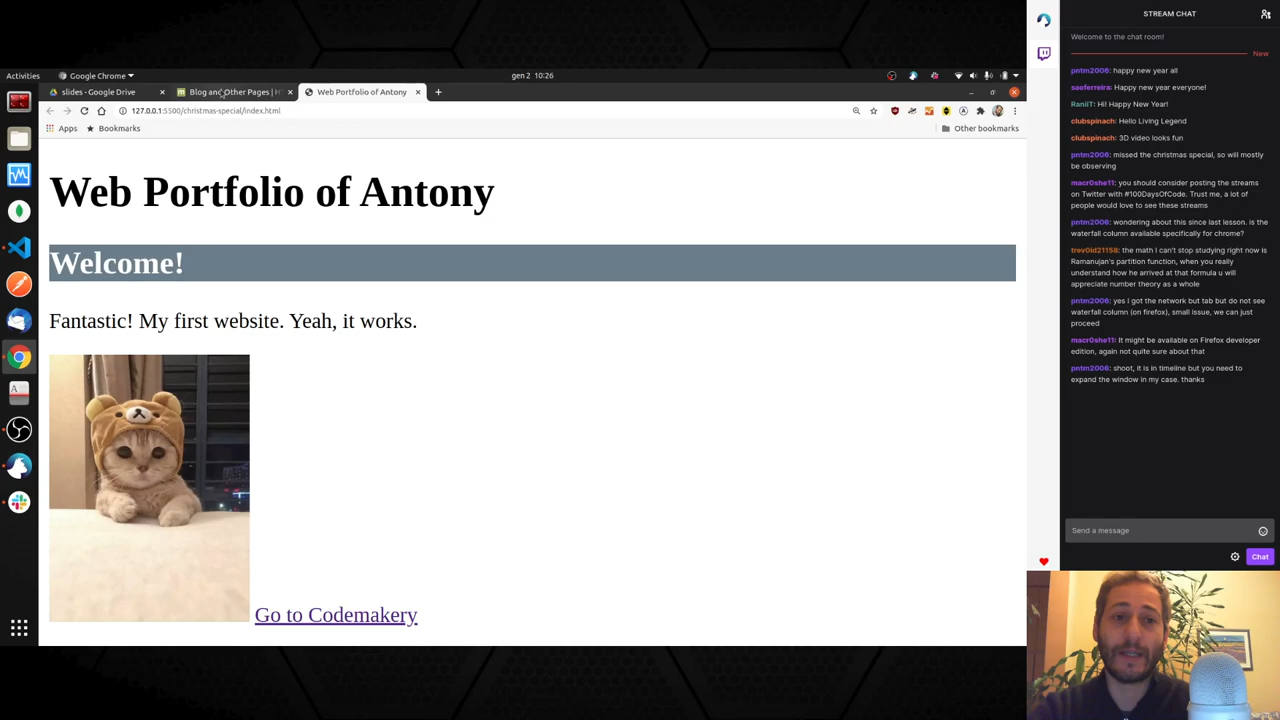 STREAM CHAT
Welcome to the chat room!
New
pntm2006: happy new year all
saoferreira: Happy new year everyone!
RaniiT: Hi! Happy New Year!
clubspinach: Hello Living Legend
clubspinach: 3D video looks fun
pntm2006: missed the christmas special, so will mostly
be observing
macr0she11: you should consider posting the streams
on Twitter with #100DaysOfCode. Trust me, a lot of
people would love to see these streams
pntm2006: wondering about this since last lesson. is the
waterfall column available specifically for chrome?
trev0ld21158: the math I can't stop studying right now is
Ramanujan's partition function, when you really
understand how he arrived at that formula u will
appreciate number theory as a whole
pntm2006: yes I got the network but tab but do not see
waterfall column (on firefox), small issue, we can just
proceed
macr0she11: It might be available on Firefox developer
edition, again not quite sure about that
pntm2006: shoot, it is in timeline but you need to
expand the window in my case. thanks
Send a message
Chat
Activities
Google Chrome
gen 2 10:26
slides - Google Drive
Blog and Other Pages | H
Web Portfolio of Antony
127.0.0.1:5500/christmas-special/index.html
Apps
Bookmarks
Other bookmarks
Web Portfolio of Antony
Welcome!
Fantastic! My first website. Yeah, it works.
Go to Codemakery